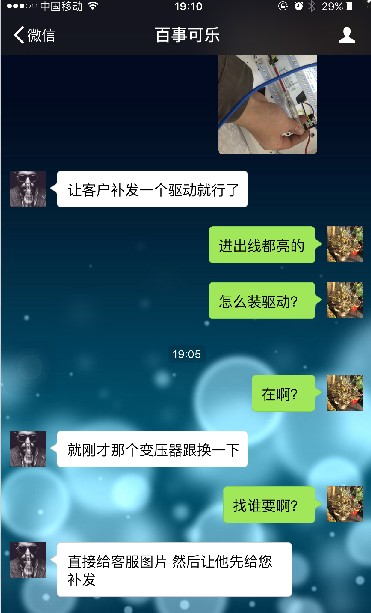 中国移动 19:10 29%
微信 百事可乐
让客户补发一个驱动就行了
进出线都亮的
怎么装驱动?
19:05
在啊?
就刚才那个变压器跟换一下
找谁要啊?
直接给客服图片 然后让他先给您
补发